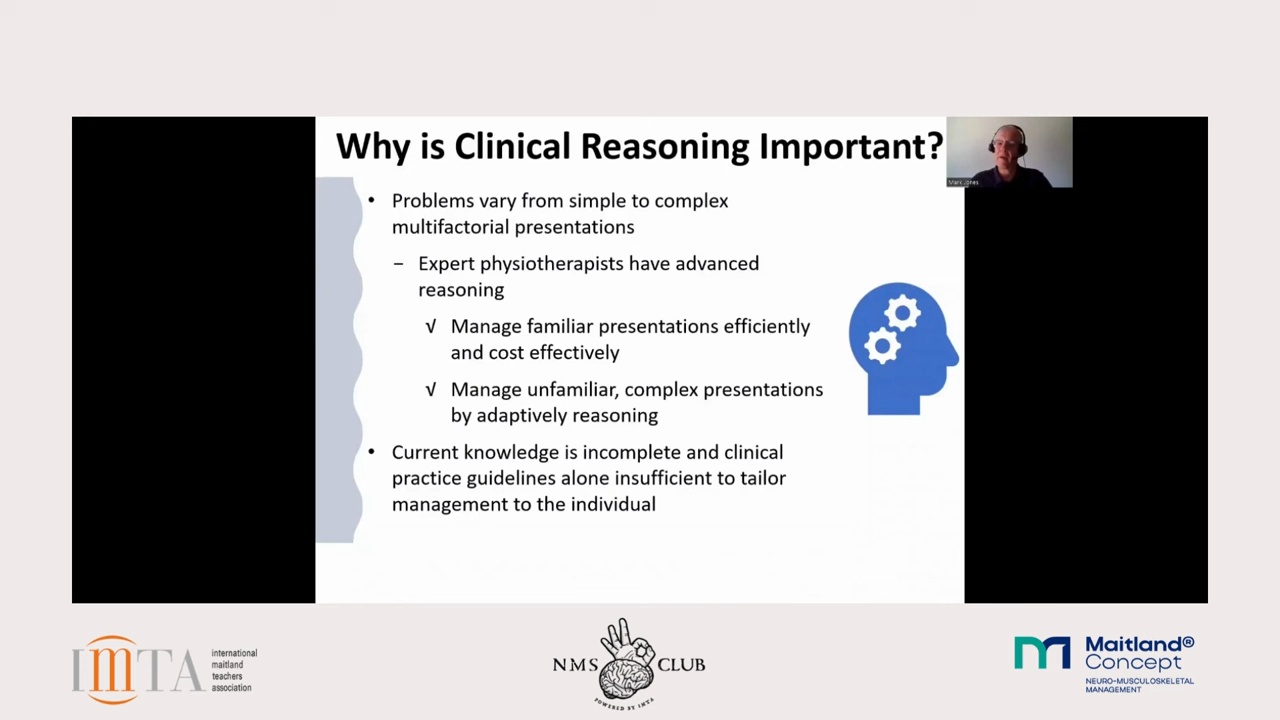 Why is Clinical Reasoning Important?
Mark Jones
• Problems vary from simple to complex
multifactorial presentations
− Expert physiotherapists have advanced
reasoning
√ Manage familiar presentations efficiently
and cost effectively
√ Manage unfamiliar, complex presentations
by adaptively reasoning
• Current knowledge is incomplete and clinical
practice guidelines alone insufficient to tailor
management to the individual
IMTA
international
maitland
teachers
association
NMS CLUB
POWERED BY IMTA
Maitland®
Concept
NEURO-MUSCULOSKELETAL
MANAGEMENT